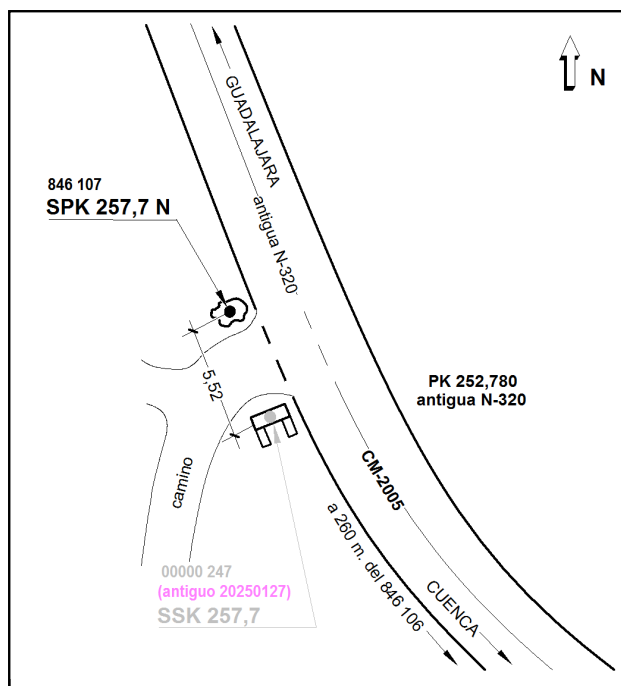 GUADALAJARA
N
antigua N-320
846 107
SPK 257,7 N
5,52
PK 252,780
antigua N-320
camino
CM-2005
a 260 m. del 846 106
CUENCA
00000 247
(antiguo 20250127)
SSK 257,7